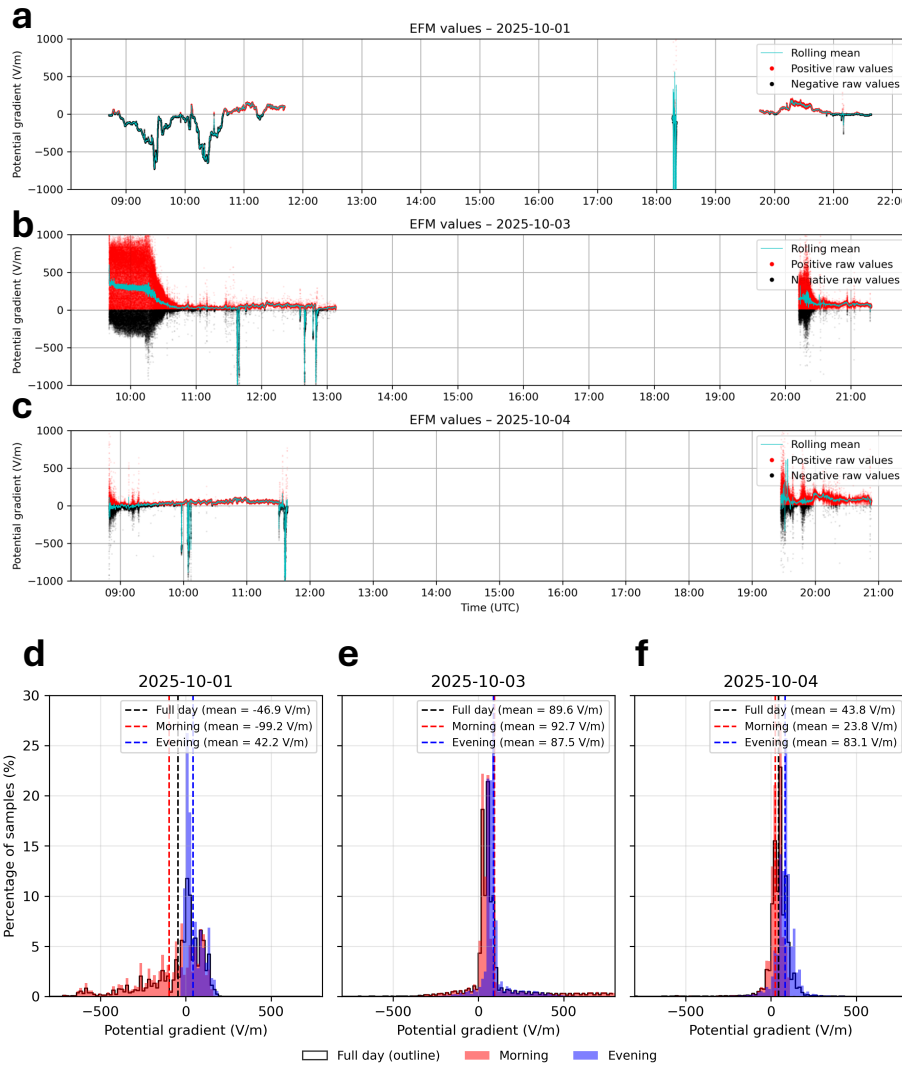 a
EFM values – 2025-10-01
Potential gradient (V/m)
1000
500
0
−500
−1000
Rolling mean
Positive raw values
Negative raw values
09:00 10:00 11:00 12:00 13:00 14:00 15:00 16:00 17:00 18:00 19:00 20:00 21:00 22:00
b
EFM values – 2025-10-03
Potential gradient (V/m)
1000
500
0
−500
−1000
Rolling mean
Positive raw values
Negative raw values
10:00 11:00 12:00 13:00 14:00 15:00 16:00 17:00 18:00 19:00 20:00 21:00
c
EFM values – 2025-10-04
Potential gradient (V/m)
1000
500
0
−500
−1000
Rolling mean
Positive raw values
Negative raw values
09:00 10:00 11:00 12:00 13:00 14:00 15:00 16:00 17:00 18:00 19:00 20:00 21:00
Time (UTC)
d
2025-10-01
Percentage of samples (%)
30
25
20
15
10
5
0
Full day (mean = -46.9 V/m)
Morning (mean = -99.2 V/m)
Evening (mean = 42.2 V/m)
−500 0 500
Potential gradient (V/m)
e
2025-10-03
Full day (mean = 89.6 V/m)
Morning (mean = 92.7 V/m)
Evening (mean = 87.5 V/m)
−500 0 500
Potential gradient (V/m)
f
2025-10-04
Full day (mean = 43.8 V/m)
Morning (mean = 23.8 V/m)
Evening (mean = 83.1 V/m)
−500 0 500
Potential gradient (V/m)
Full day (outline) Morning Evening